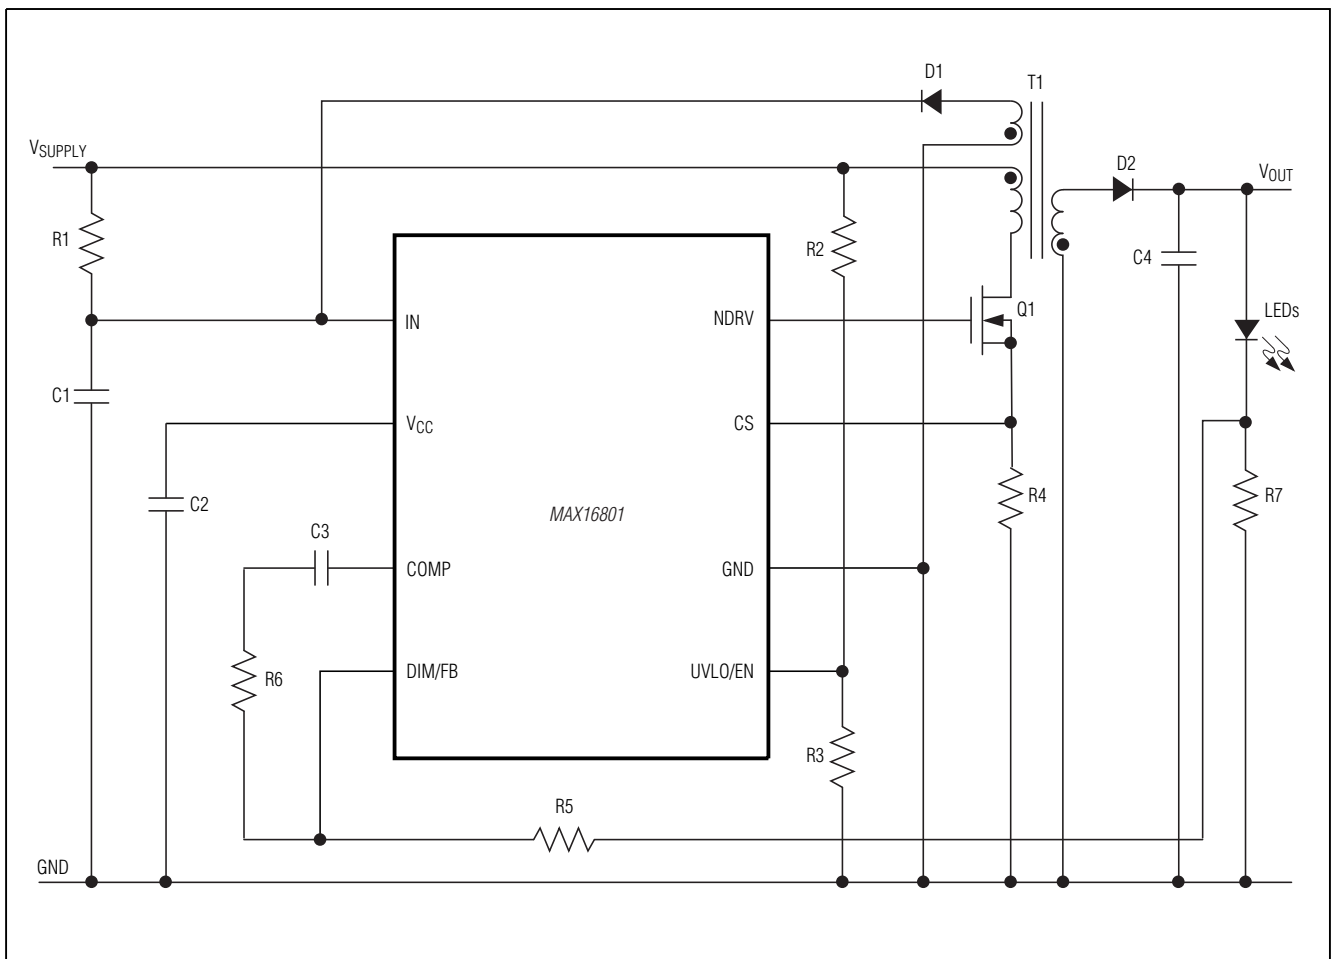 D1
T1
VSUPPLY
D2
VOUT
R1
R2
C4
IN
NDRV
Q1
LEDs
C1
VCC
CS
C2
R4
R7
MAX16801
C3
COMP
GND
R6
DIM/FB
UVLO/EN
R3
R5
GND